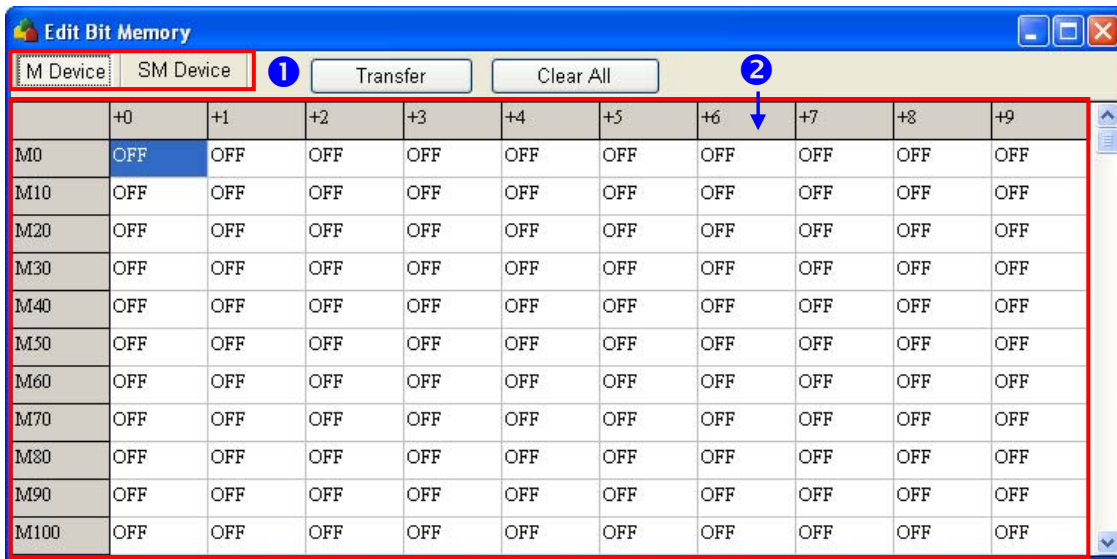 Edit Bit Memory
M Device SM Device 1 Transfer Clear All 2
+0 +1 +2 +3 +4 +5 +6 +7 +8 +9
M0 OFF OFF OFF OFF OFF OFF OFF OFF OFF OFF
M10 OFF OFF OFF OFF OFF OFF OFF OFF OFF OFF
M20 OFF OFF OFF OFF OFF OFF OFF OFF OFF OFF
M30 OFF OFF OFF OFF OFF OFF OFF OFF OFF OFF
M40 OFF OFF OFF OFF OFF OFF OFF OFF OFF OFF
M50 OFF OFF OFF OFF OFF OFF OFF OFF OFF OFF
M60 OFF OFF OFF OFF OFF OFF OFF OFF OFF OFF
M70 OFF OFF OFF OFF OFF OFF OFF OFF OFF OFF
M80 OFF OFF OFF OFF OFF OFF OFF OFF OFF OFF
M90 OFF OFF OFF OFF OFF OFF OFF OFF OFF OFF
M100 OFF OFF OFF OFF OFF OFF OFF OFF OFF OFF